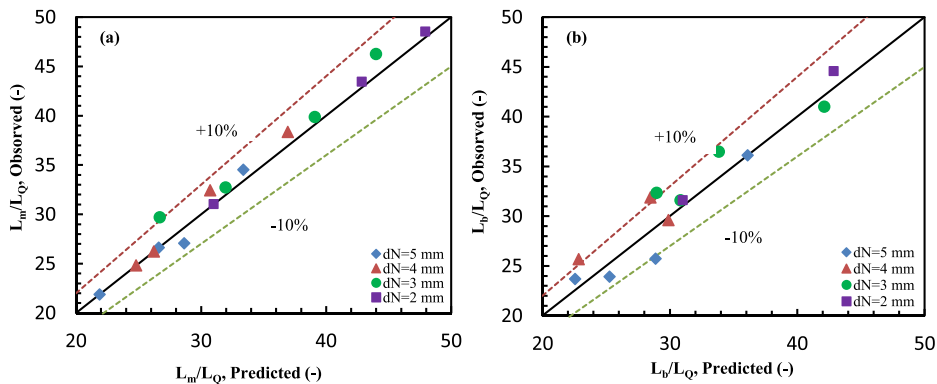 50
45
40
35
30
25
20
20
30
40
50
(a)
+10%
-10%
dN=5 mm
dN=4 mm
dN=3 mm
dN=2 mm
Lm/LQ, Observed (-)
Lm/LQ, Predicted (-)
50
45
40
35
30
25
20
20
30
40
50
(b)
+10%
-10%
dN=5 mm
dN=4 mm
dN=3 mm
dN=2 mm
Lb/LQ, Observed (-)
Lb/LQ, Predicted (-)